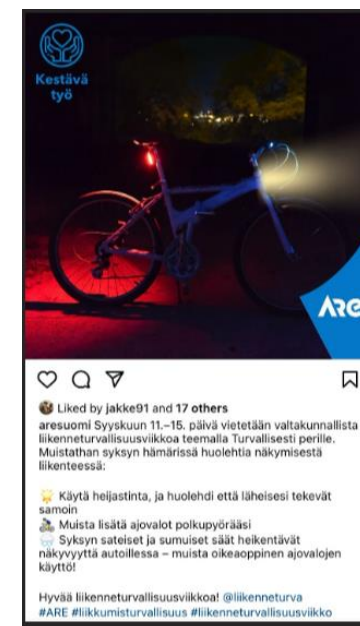 Kestävä
työ
ARE
Liked by jakke91 and 17 others
aresuomi Syyskuun 11.–15. päivä vietetään valtakunnallista
liikenneturvallisuusviikkoa teemalla Turvallisesti perille.
Muistathan syksyn hämärissä huolehtia näkymisestä
liikenteessä:
Käytä heijastinta, ja huolehdi että läheisesi tekevät
samoin
Muista lisätä ajovalot polkupyörääsi
Syksyn sateiset ja sumuiset säät heikentävät
näkyvyyttä autoillessa – muista oikeaoppinen ajovalojen
käyttö!
Hyvää liikenneturvallisuusviikkoa! @liikenneturva
#ARE #liikkumisturvallisuus #liikenneturvallisuusviikko